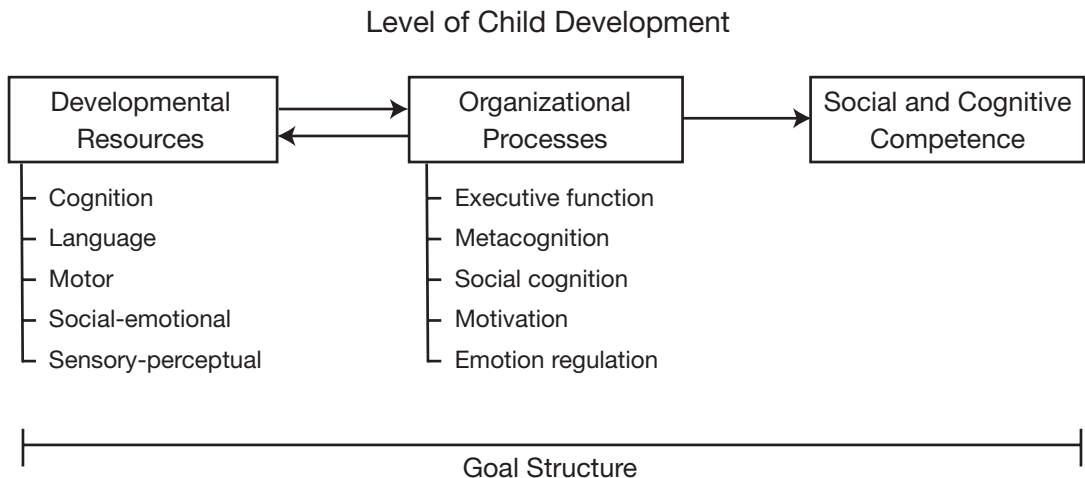 Level of Child Development
Developmental
Resources
Organizational
Processes
Social and Cognitive
Competence
Cognition
Language
Motor
Social-emotional
Sensory-perceptual
Executive function
Metacognition
Social cognition
Motivation
Emotion regulation
Goal Structure